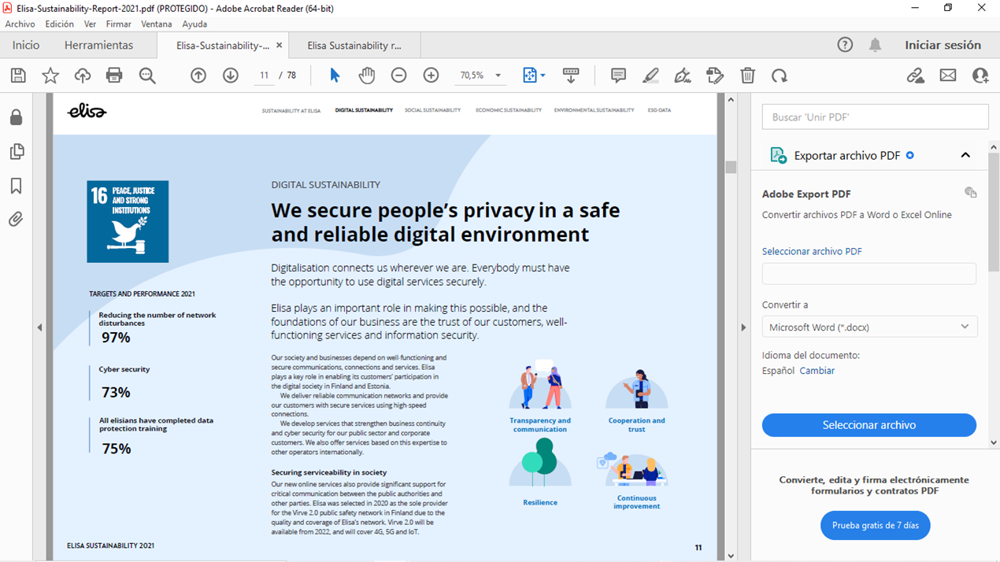 Elisa-Sustainability-Report-2021.pdf (PROTEGIDO) - Adobe Acrobat Reader (64-bit)
Archivo Edición Ver Firmar Ventana Ayuda
Inicio Herramientas Elisa-Sustainability-... × Elisa Sustainability r... Iniciar sesión
11 / 78 70,5%
elisa
SUSTAINABILITY AT ELISA DIGITAL SUSTAINABILITY SOCIAL SUSTAINABILITY ECONOMIC SUSTAINABILITY ENVIRONMENTAL SUSTAINABILITY ESG-DATA
16 PEACE, JUSTICE
AND STRONG
INSTITUTIONS
TARGETS AND PERFORMANCE 2021
Reducing the number of network
disturbances
97%
Cyber security
73%
All elisians have completed data
protection training
75%
DIGITAL SUSTAINABILITY
We secure people’s privacy in a safe
and reliable digital environment
Digitalisation connects us wherever we are. Everybody must have
the opportunity to use digital services securely.
Elisa plays an important role in making this possible, and the
foundations of our business are the trust of our customers, well-
functioning services and information security.
Our society and businesses depend on well-functioning and
secure communications, connections and services. Elisa
plays a key role in enabling its customers’ participation in
the digital society in Finland and Estonia.
We deliver reliable communication networks and provide
our customers with secure services using high-speed
connections.
We develop services that strengthen business continuity
and cyber security for our public sector and corporate
customers. We also offer services based on this expertise to
other operators internationally.
Securing serviceability in society
Our new online services also provide significant support for
critical communication between the public authorities and
other parties. Elisa was selected in 2020 as the sole provider
for the Virve 2.0 public safety network in Finland due to the
quality and coverage of Elisa’s network. Virve 2.0 will be
available from 2022, and will cover 4G, 5G and IoT.
Transparency and
communication
Cooperation and
trust
Resilience
Continuous
improvement
ELISA SUSTAINABILITY 2021
11
Buscar 'Unir PDF'
Exportar archivo PDF
Adobe Export PDF
Convertir archivos PDF a Word o Excel Online
Seleccionar archivo PDF
Convertir a
Microsoft Word (*.docx)
Idioma del documento:
Español Cambiar
Seleccionar archivo
Convierte, edita y firma electrónicamente
formularios y contratos PDF
Prueba gratis de 7 días